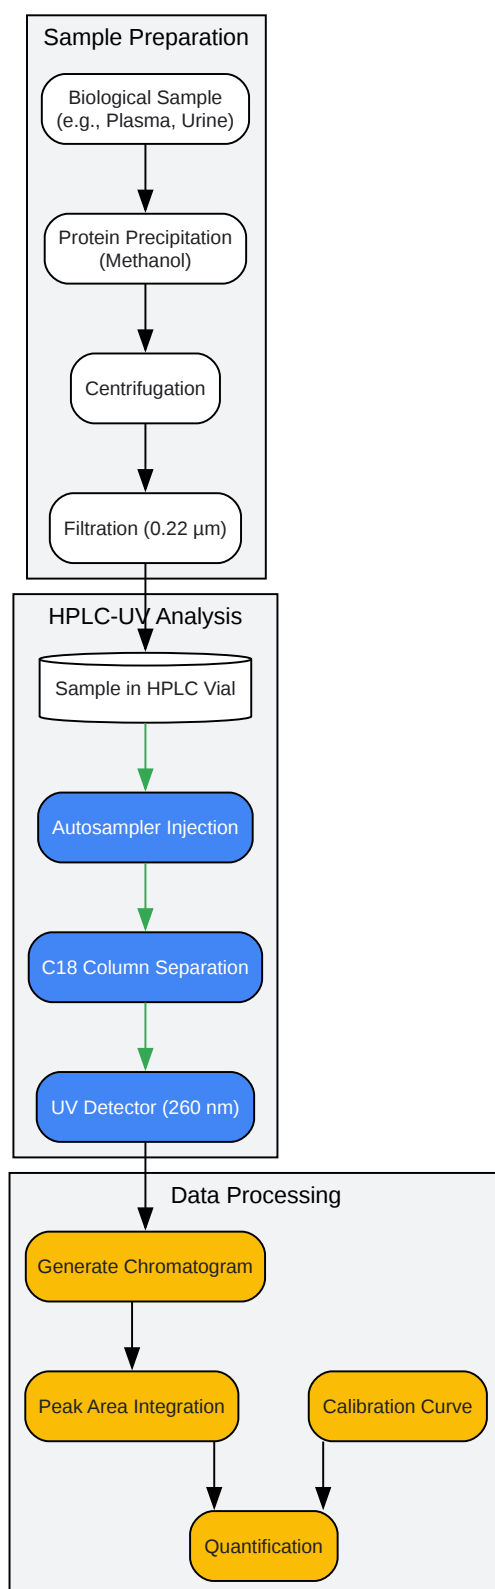 Sample Preparation
Biological Sample
(e.g., Plasma, Urine)
Protein Precipitation
(Methanol)
Centrifugation
Filtration (0.22 µm)
HPLC-UV Analysis
Sample in HPLC Vial
Autosampler Injection
C18 Column Separation
UV Detector (260 nm)
Data Processing
Generate Chromatogram
Peak Area Integration
Calibration Curve
Quantification